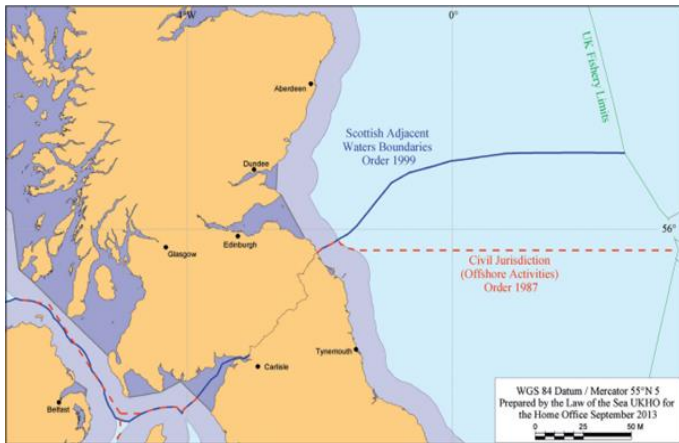 4°W
0°
Aberdeen
UK Fishery Limits
Scottish Adjacent
Waters Boundaries
Order 1999
Dundee
56°
Edinburgh
Glasgow
Civil Jurisdiction
(Offshore Activities)
Order 1987
Tynemouth
Carlisle
Belfast
WGS 84 Datum / Mercator 55°N 5
Prepared by the Law of the Sea UKHO for
the Home Office September 2013
0 25 50 M